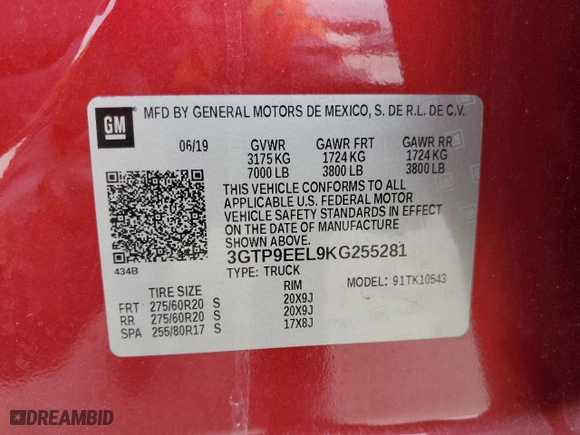 GM
MFD BY GENERAL MOTORS DE MEXICO, S. DE R.L. DE C.V.
06/19 GVWR GAWR FRT GAWR RR
3175 KG 1724 KG 1724 KG
7000 LB 3800 LB 3800 LB
THIS VEHICLE CONFORMS TO ALL
APPLICABLE U.S. FEDERAL MOTOR
VEHICLE SAFETY STANDARDS IN EFFECT
ON THE DATE OF MANUFACTURE
SHOWN ABOVE.
434B
3GTP9EEL9KG255281
TYPE: TRUCK MODEL: 91TK10543
TIRE SIZE RIM
FRT 275/60R20 S 20X9J
RR 275/60R20 S 20X9J
SPA 255/80R17 S 17X8J
DREAMBID